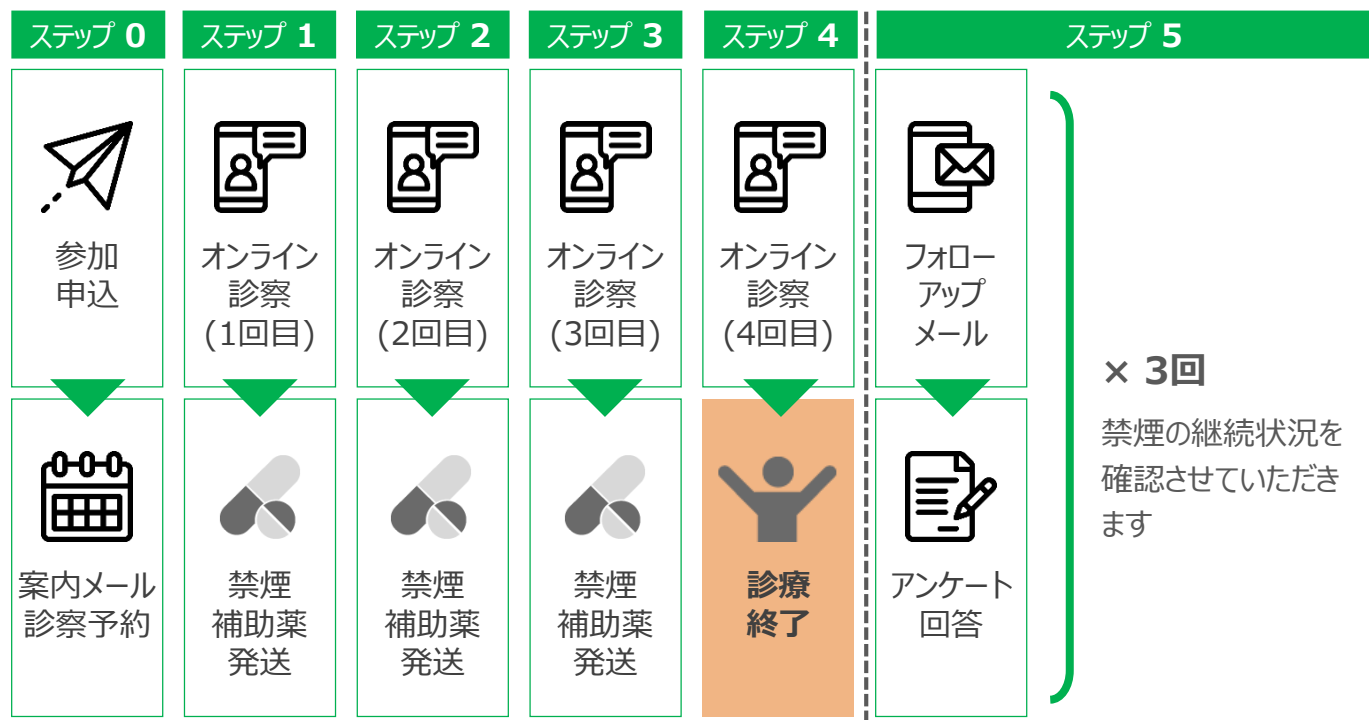 ステップ 0
参加
申込
案内メール
診察予約
ステップ 1
オンライン
診察
(1回目)
禁煙
補助薬
発送
ステップ 2
オンライン
診察
(2回目)
禁煙
補助薬
発送
ステップ 3
オンライン
診察
(3回目)
禁煙
補助薬
発送
ステップ 4
オンライン
診察
(4回目)
診療
終了
ステップ 5
フォロー
アップ
メール
アンケート
回答
× 3回
禁煙の継続状況を
確認させていただき
ます